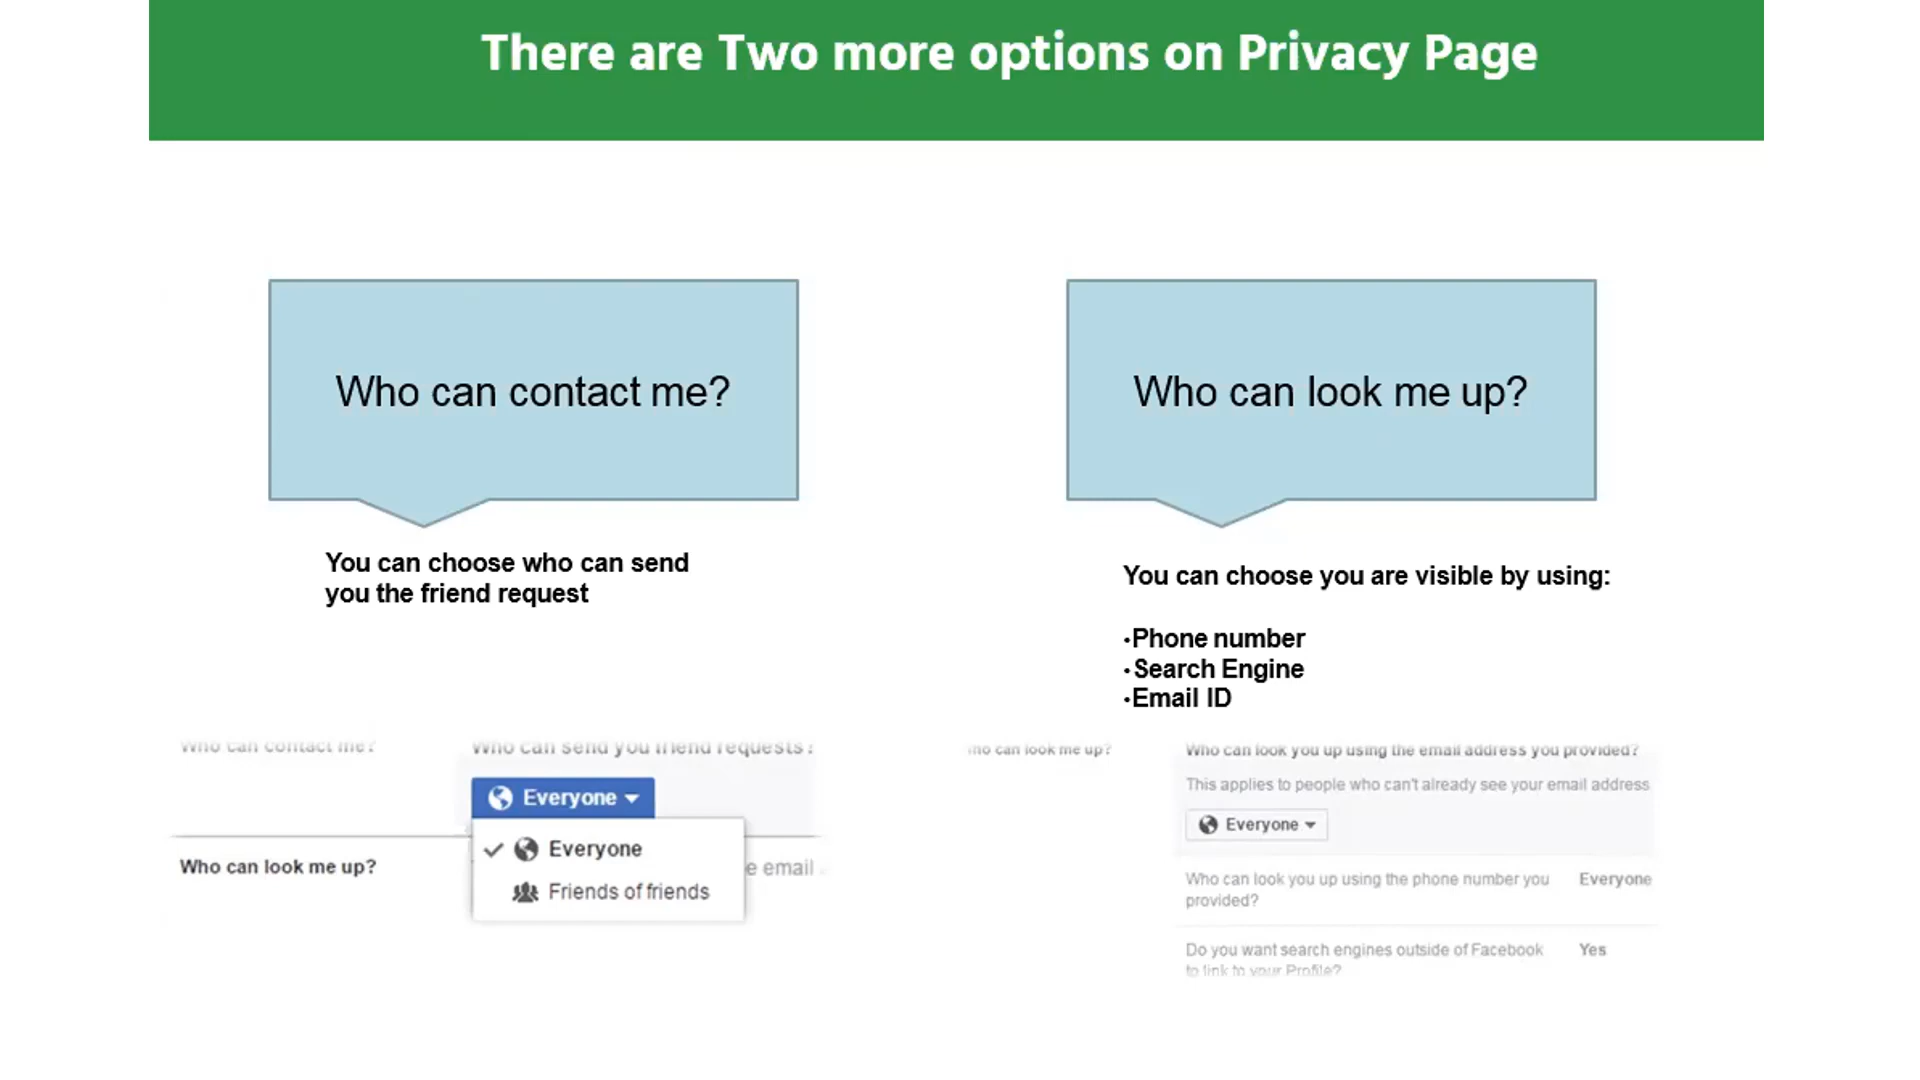 There are Two more options on Privacy Page
Who can contact me?
You can choose who can send
you the friend request
Who can contact me?
Who can send you friend requests?
Everyone
Everyone
Friends of friends
Who can look me up?
e email
Who can look me up?
You can choose you are visible by using:
•Phone number
•Search Engine
•Email ID
ho can look me up?
Who can look you up using the email address you provided?
This applies to people who can't already see your email address
Everyone
Who can look you up using the phone number you
provided?
Everyone
Do you want search engines outside of Facebook
to link to your Profile?
Yes